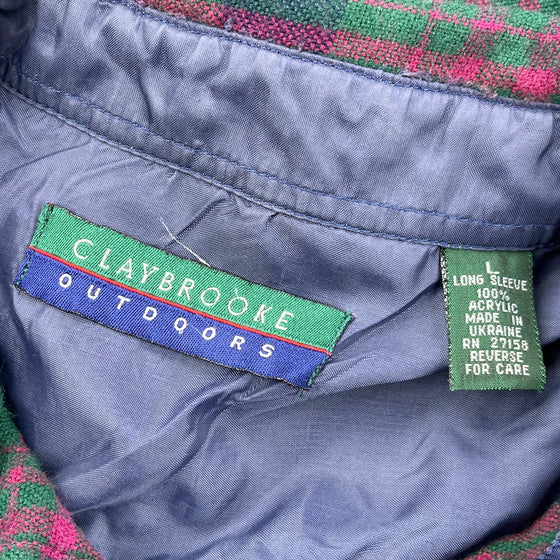 CLAYBROOKE
OUTDOORS
L
LONG SLEEVE
100%
ACRYLIC
MADE IN
UKRAINE
RN 27158
REVERSE
FOR CARE